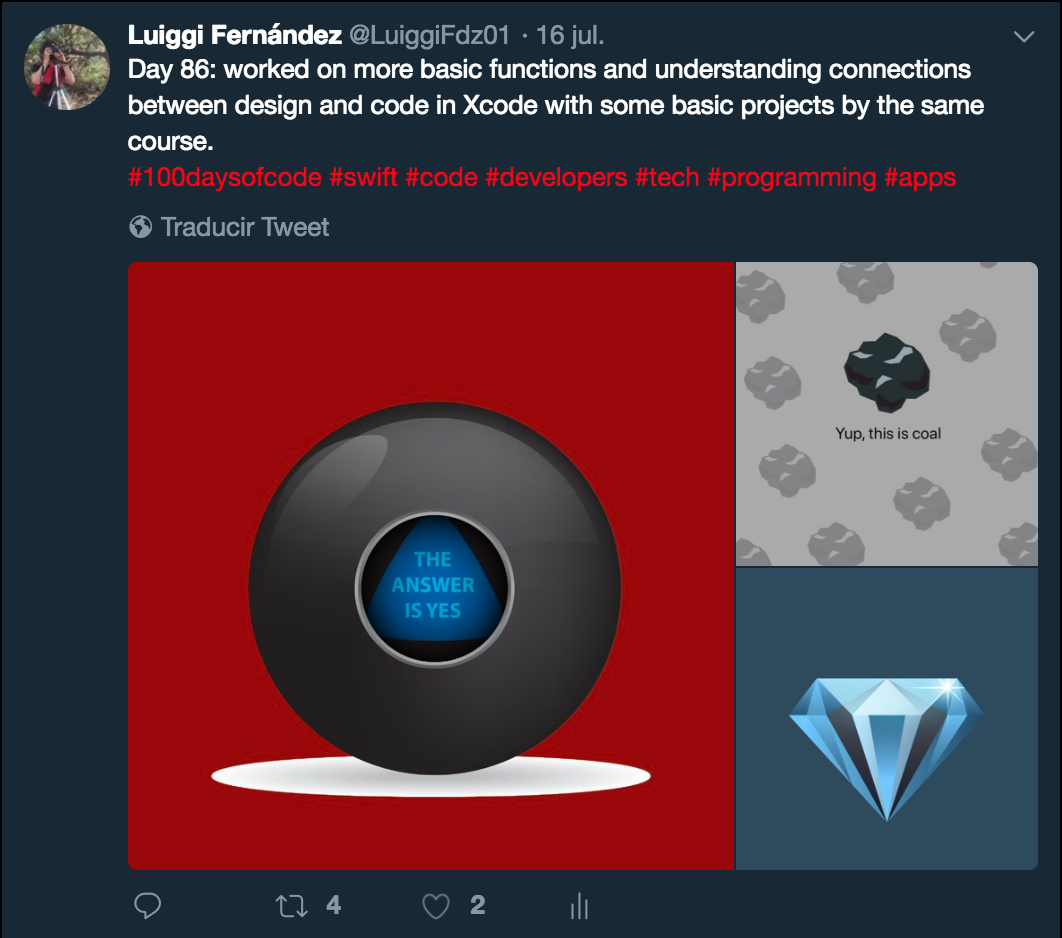 Luiggi Fernández @LuiggiFdz01 · 16 jul.
Day 86: worked on more basic functions and understanding connections
between design and code in Xcode with some basic projects by the same
course.
#100daysofcode #swift #code #developers #tech #programming #apps
Traducir Tweet
THE
ANSWER
IS YES
Yup, this is coal
4 2